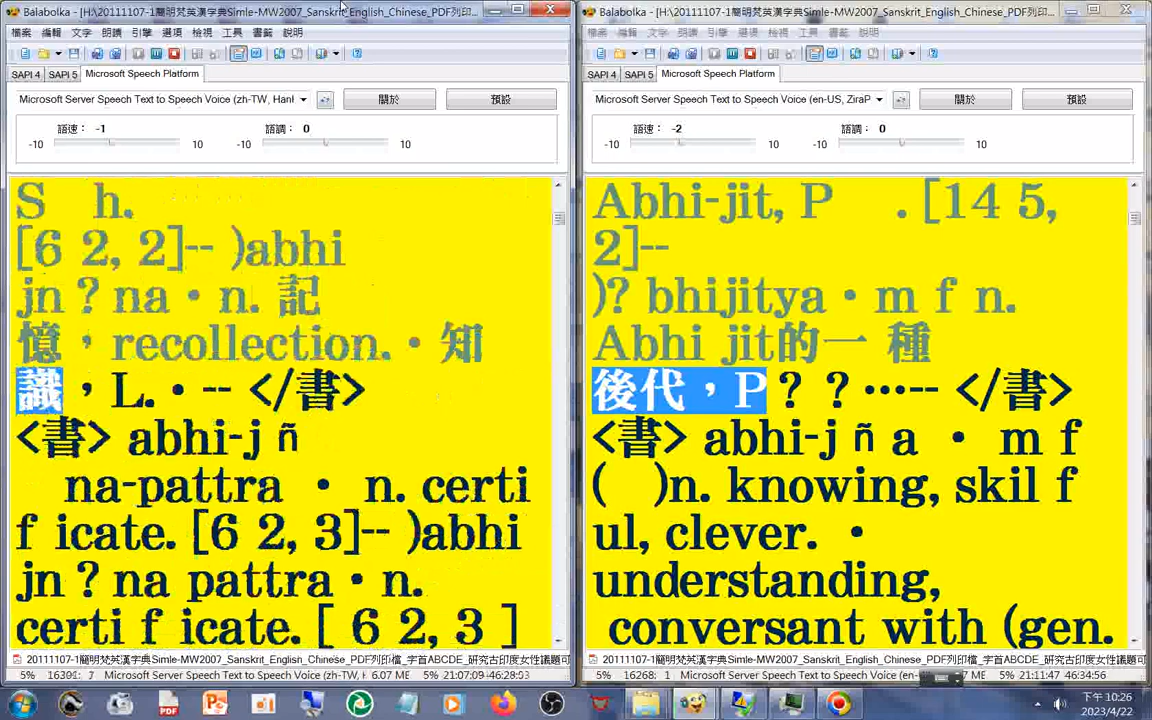 Balabolka - [H:\20111107-1簡明梵英漢字典Simle-MW2007_Sanskrit_English_Chinese_PDF列印...
檔案 編輯 文字 朗讀 引擎 選項 檢視 工具 書籤 說明
SAPI 4 SAPI 5 Microsoft Speech Platform
Microsoft Server Speech Text to Speech Voice (zh-TW, Han
關於 預設
語速： -1 語調： 0
-10 10 -10 10
S h.
[6 2, 2]-- )abhi
jn ? na • n. 記
憶，recollection. • 知
識，L. • -- </書>
<書> abhi-j ñ
na-pattra • n. certi
f icate. [6 2, 3]-- )abhi
jn ? na pattra • n.
certi f icate. [ 6 2, 3 ]
20111107-1簡明梵英漢字典Simle-MW2007_Sanskrit_English_Chinese_PDF列印檔_字首ABCDE_研究古印度女性議題可
5% Microsoft Server Speech Text to Speech Voice (zh-TW, 6.07 MB 5% 21:07:09/46:28:03
Balabolka - [H:\20111107-1簡明梵英漢字典Simle-MW2007_Sanskrit_English_Chinese_PDF列印...
檔案 編輯 文字 朗讀 引擎 選項 檢視 工具 書籤 說明
SAPI 4 SAPI 5 Microsoft Speech Platform
Microsoft Server Speech Text to Speech Voice (en-US, ZiraP
關於 預設
語速： -2 語調： 0
-10 10 -10 10
Abhi-jit, P . [14 5,
2]--
)? bhijitya • m f n.
Abhi jit的一 種
後代，P ? ? …-- </書>
<書> abhi-j ñ a • m f
( )n. knowing, skil f
ul, clever. •
understanding,
conversant with (gen.
20111107-1簡明梵英漢字典Simle-MW2007_Sanskrit_English_Chinese_PDF列印檔_字首ABCDE_研究古印度女性議題可
5% 16268: 1 Microsoft Server Speech Text to Speech Voice (en- 5% 21:11:47/46:34:56
下午 10:26
2023/4/22